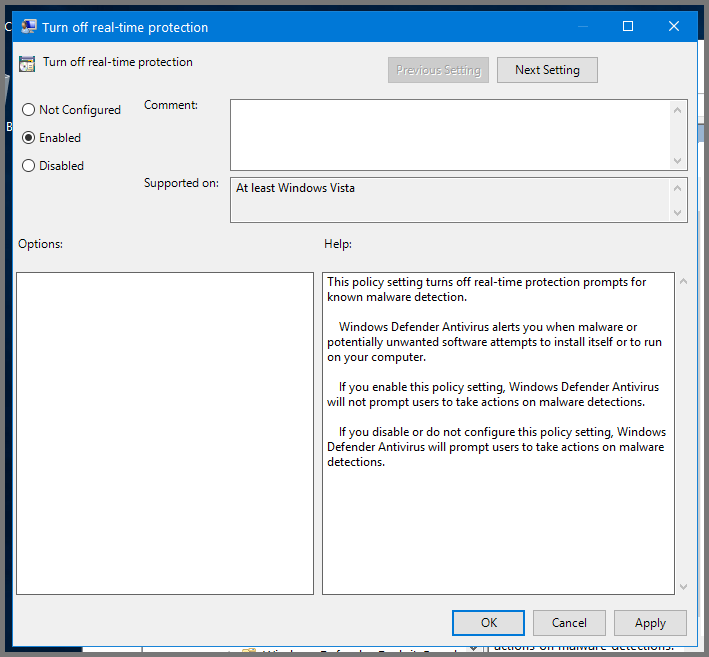 Turn off real-time protection
Turn off real-time protection
Previous Setting
Next Setting
Not Configured
Comment:
Enabled
Disabled
Supported on:
At least Windows Vista
Options:
Help:
This policy setting turns off real-time protection prompts for
known malware detection.
Windows Defender Antivirus alerts you when malware or
potentially unwanted software attempts to install itself or to run
on your computer.
If you enable this policy setting, Windows Defender Antivirus
will not prompt users to take actions on malware detections.
If you disable or do not configure this policy setting, Windows
Defender Antivirus will prompt users to take actions on malware
detections.
OK
Cancel
Apply
actions on malware detections.